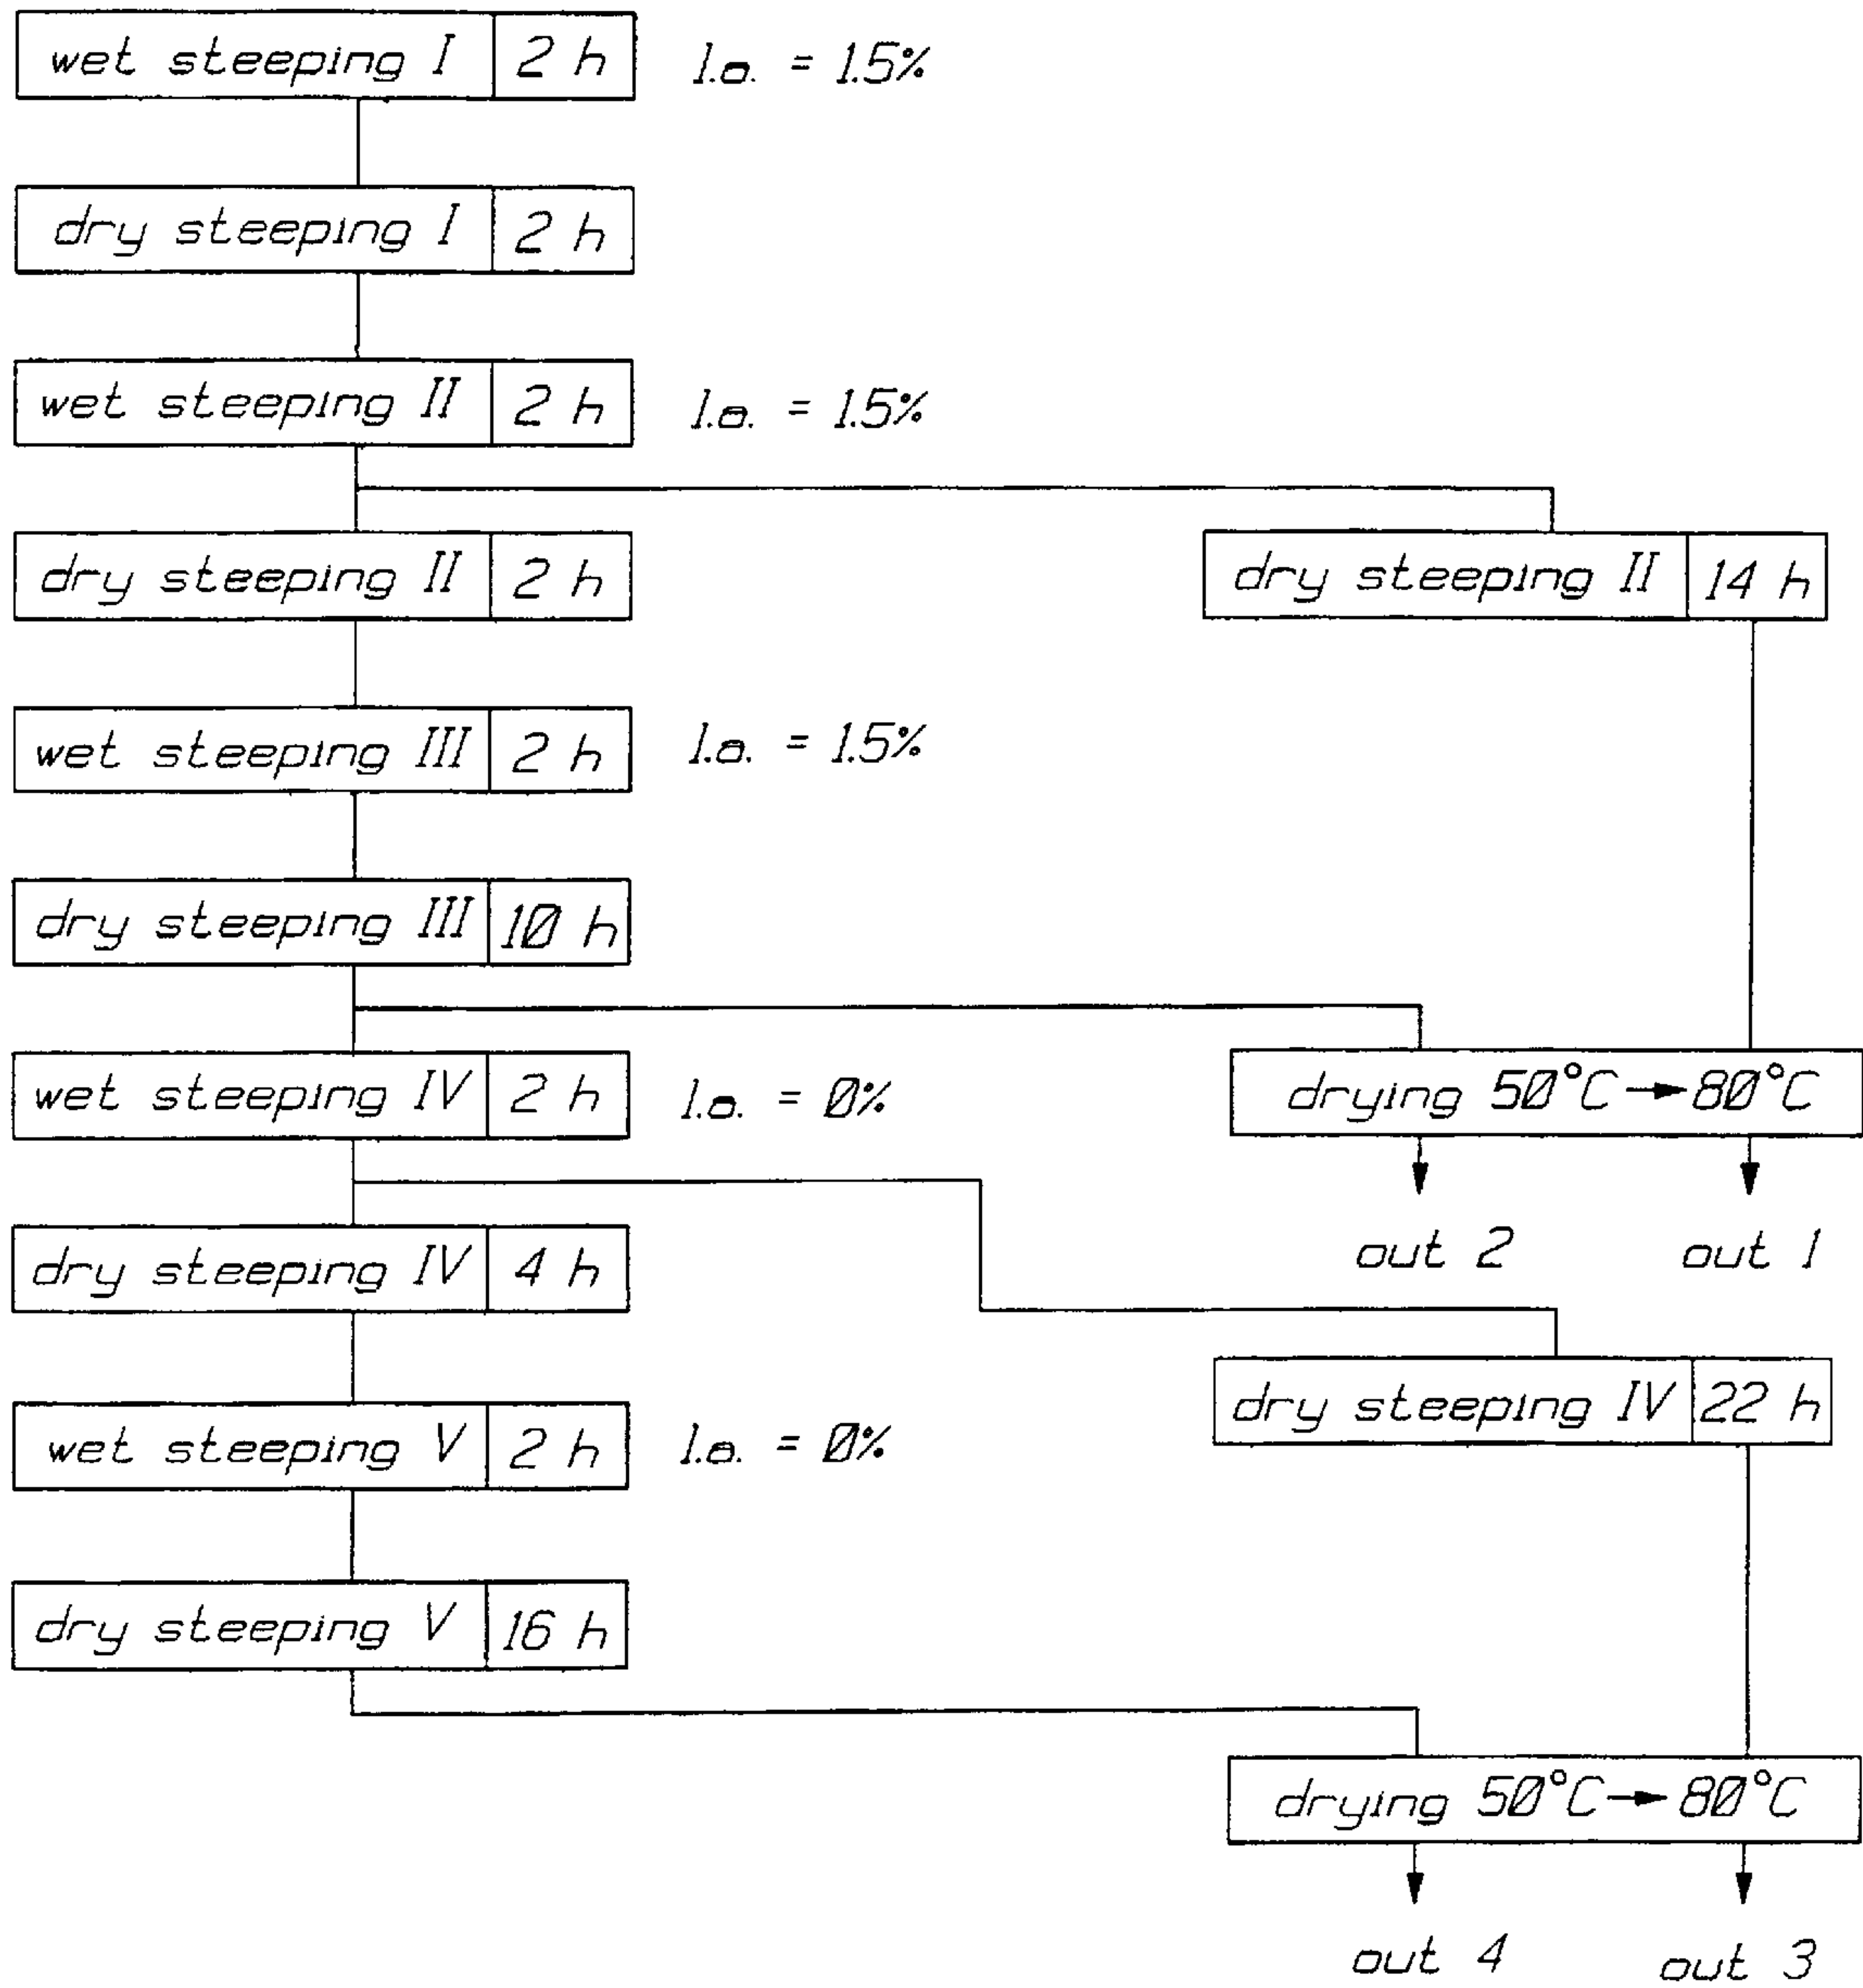 wet steeping I 2 h l.a. = 1.5%
dry steeping I 2 h
wet steeping II 2 h l.a. = 1.5%
dry steeping II 2 h
dry steeping II 14 h
wet steeping III 2 h l.a. = 1.5%
dry steeping III 10 h
wet steeping IV 2 h l.a. = 0%
drying 50°C → 80°C
out 2 out 1
dry steeping IV 4 h
dry steeping IV 22 h
wet steeping V 2 h l.a. = 0%
dry steeping V 16 h
drying 50°C → 80°C
out 4 out 3